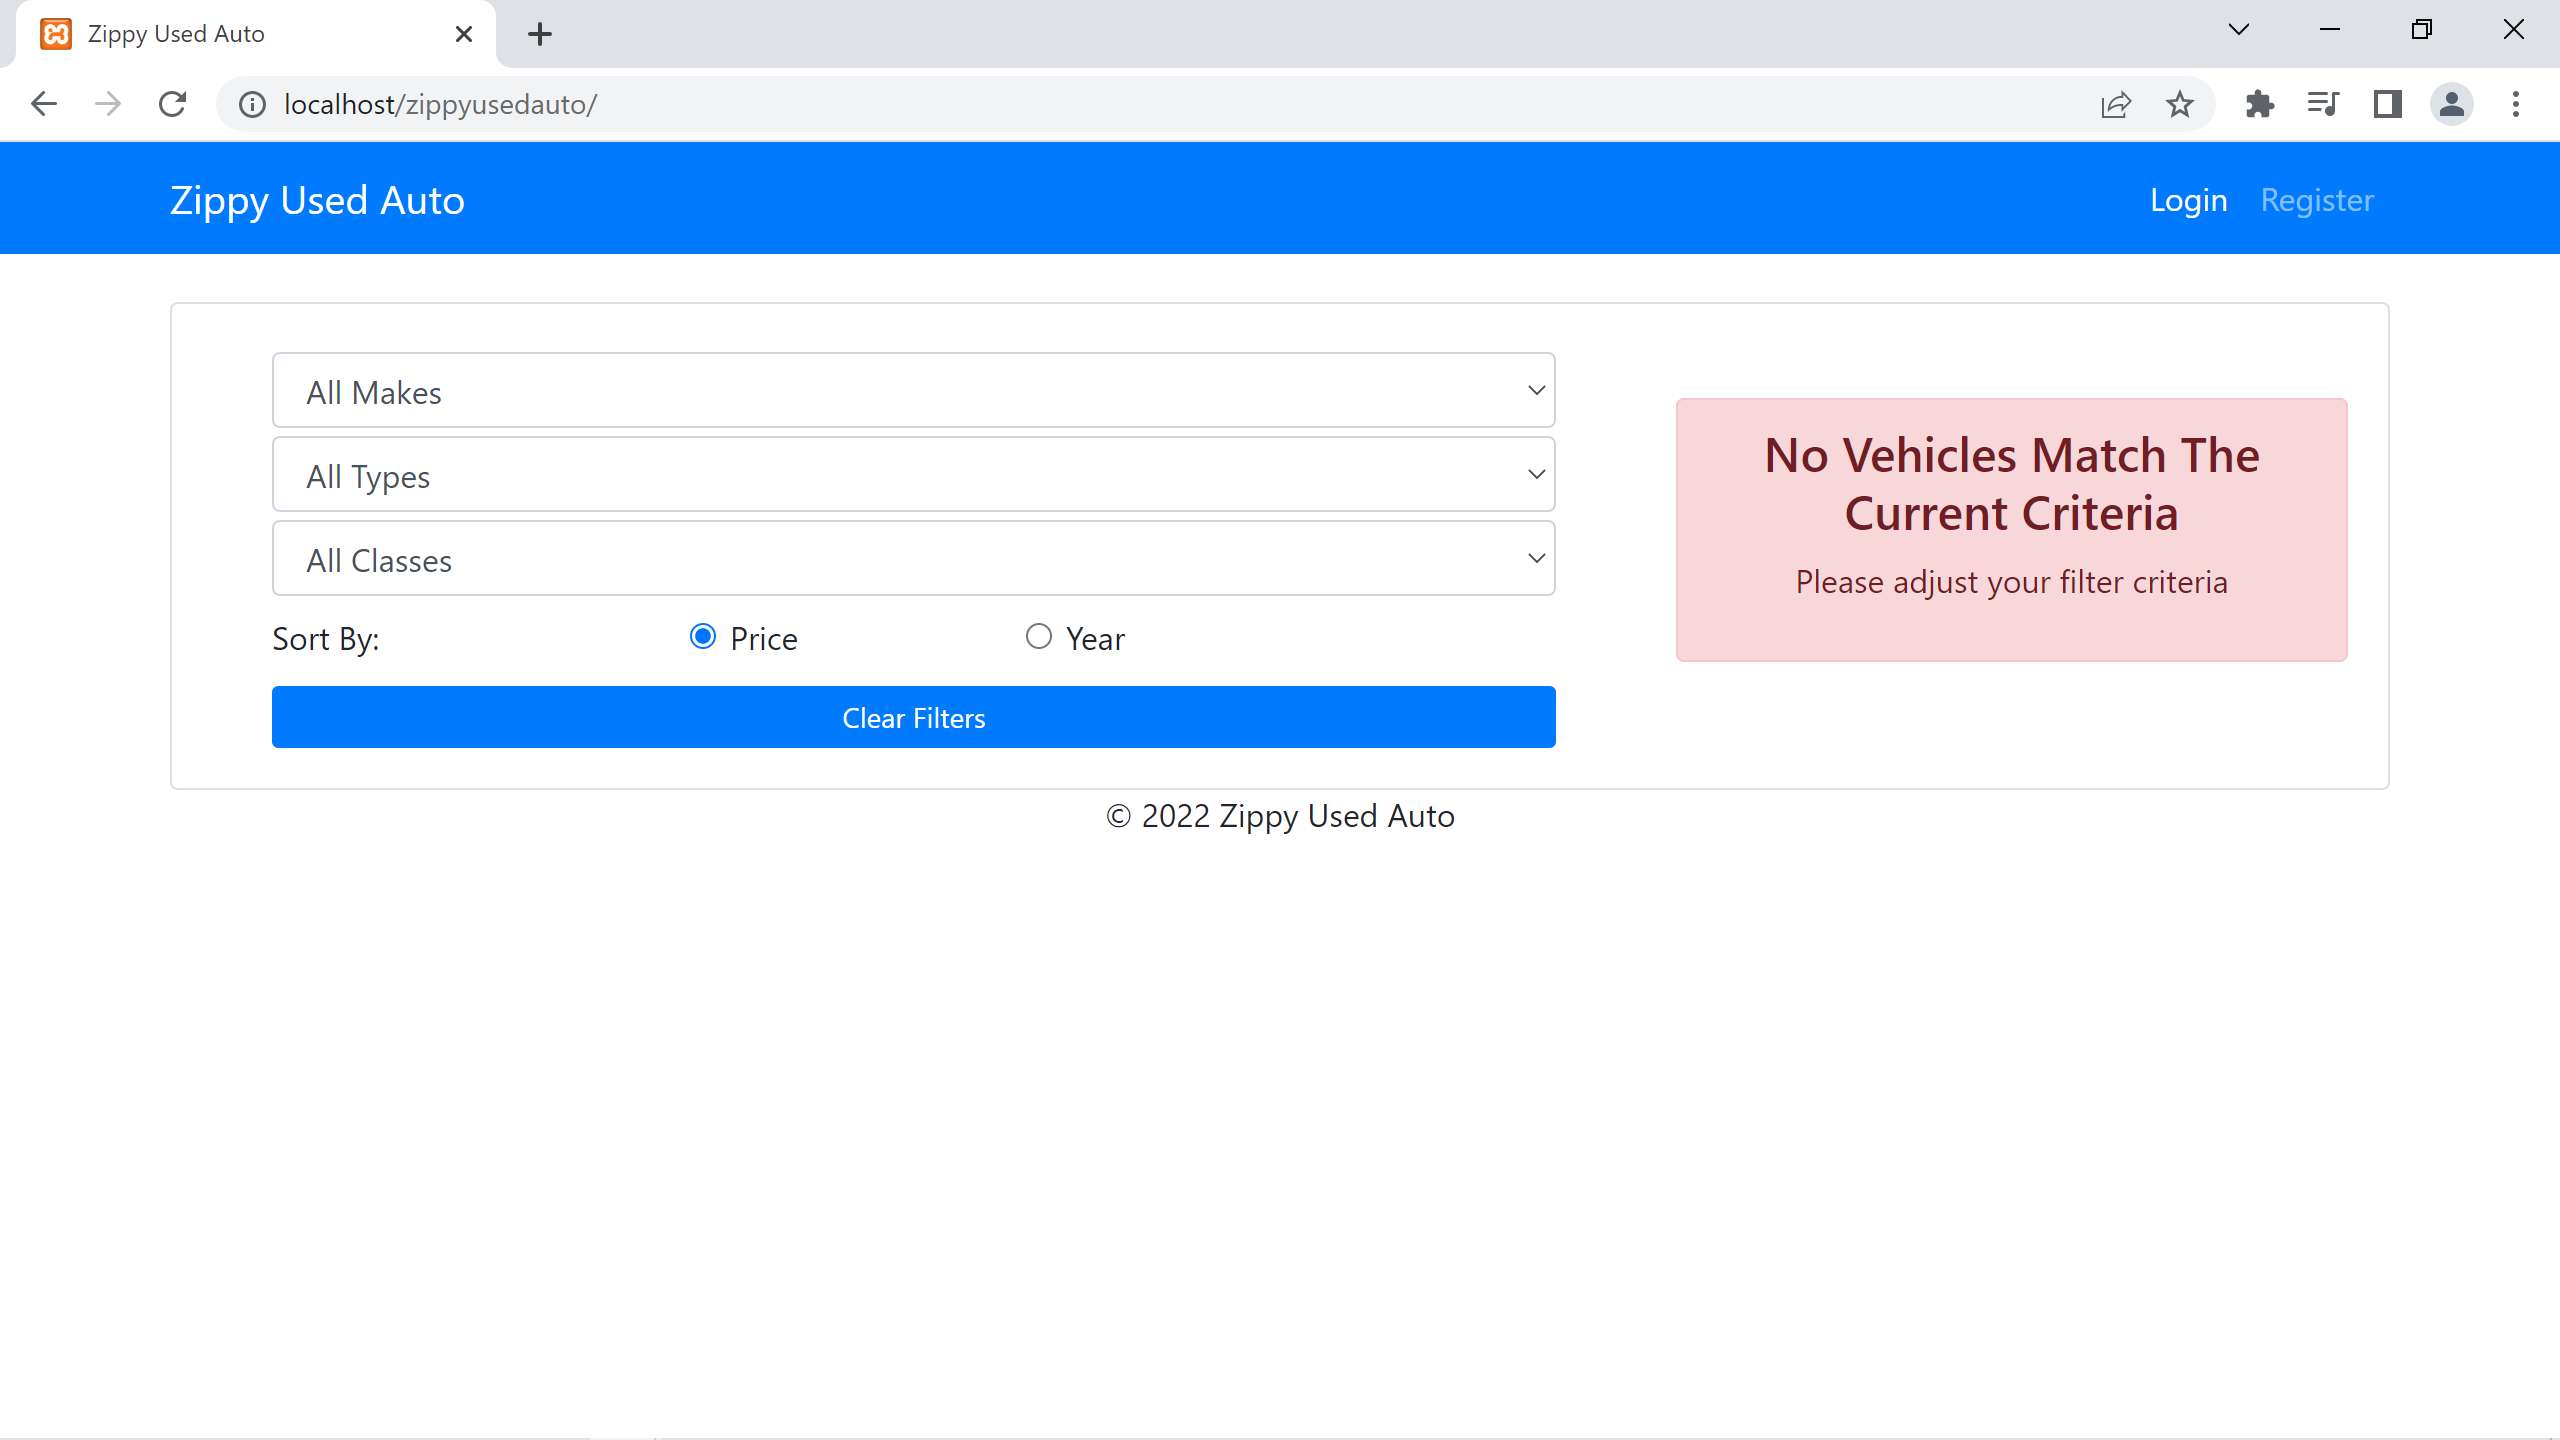 Zippy Used Auto
localhost/zippyusedauto/
Zippy Used Auto
Login
Register
All Makes
All Types
All Classes
Sort By:
Price
Year
Clear Filters
No Vehicles Match The
Current Criteria
Please adjust your filter criteria
© 2022 Zippy Used Auto